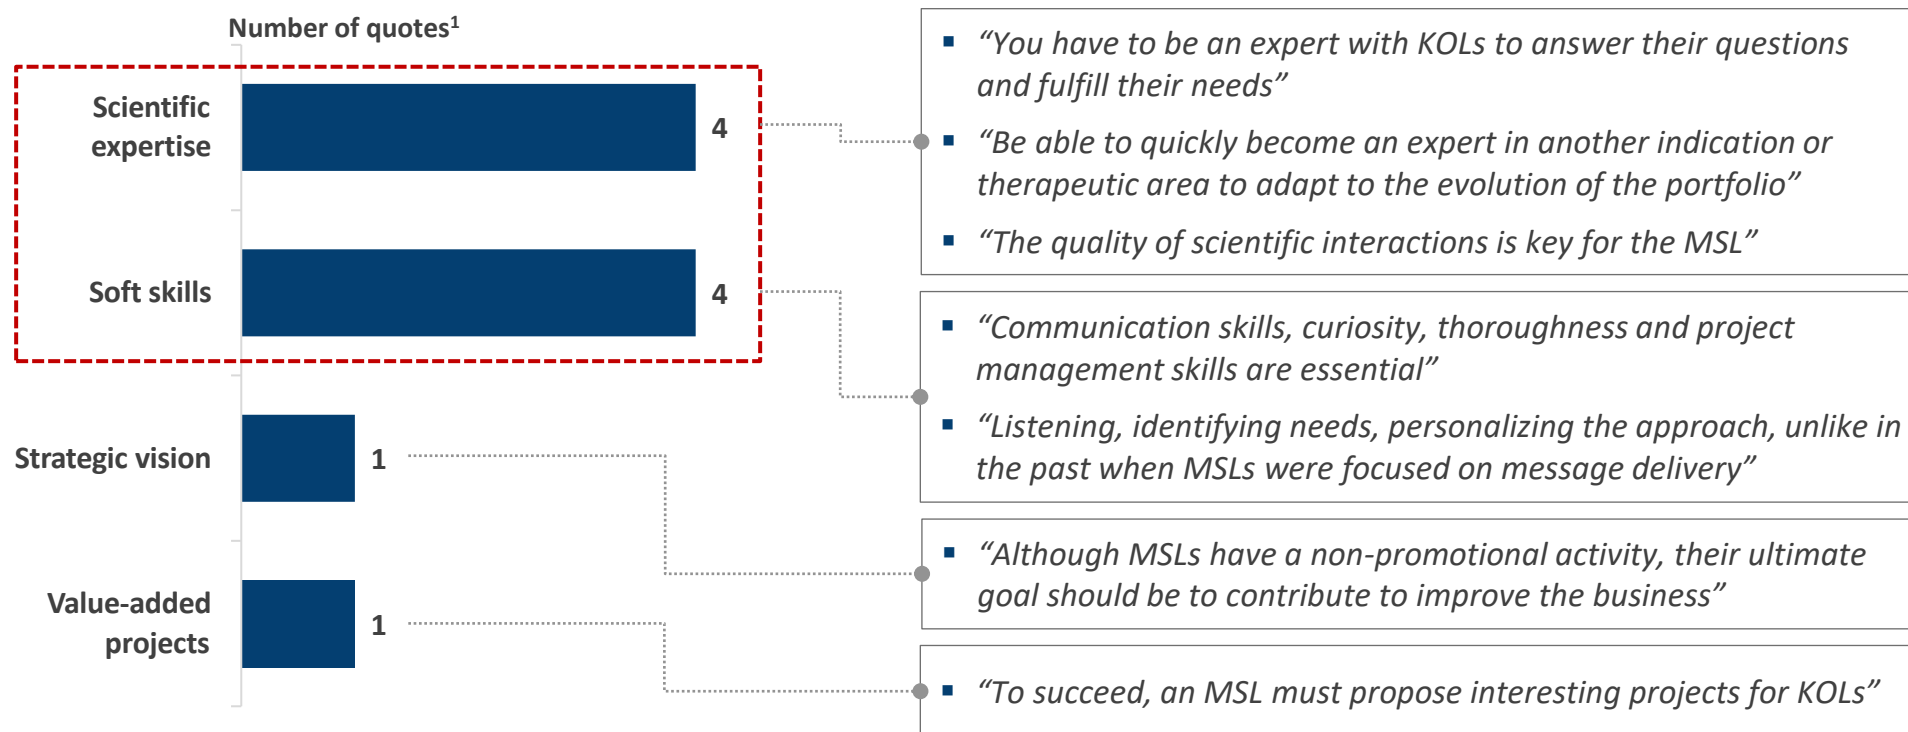 Number of quotes¹
Scientific
expertise
4
Soft skills
4
Strategic vision
1
Value-added
projects
1
▪ “You have to be an expert with KOLs to answer their questions
and fulfill their needs”
▪ “Be able to quickly become an expert in another indication or
therapeutic area to adapt to the evolution of the portfolio”
▪ “The quality of scientific interactions is key for the MSL”
▪ “Communication skills, curiosity, thoroughness and project
management skills are essential”
▪ “Listening, identifying needs, personalizing the approach, unlike in
the past when MSLs were focused on message delivery”
▪ “Although MSLs have a non-promotional activity, their ultimate
goal should be to contribute to improve the business”
▪ “To succeed, an MSL must propose interesting projects for KOLs”